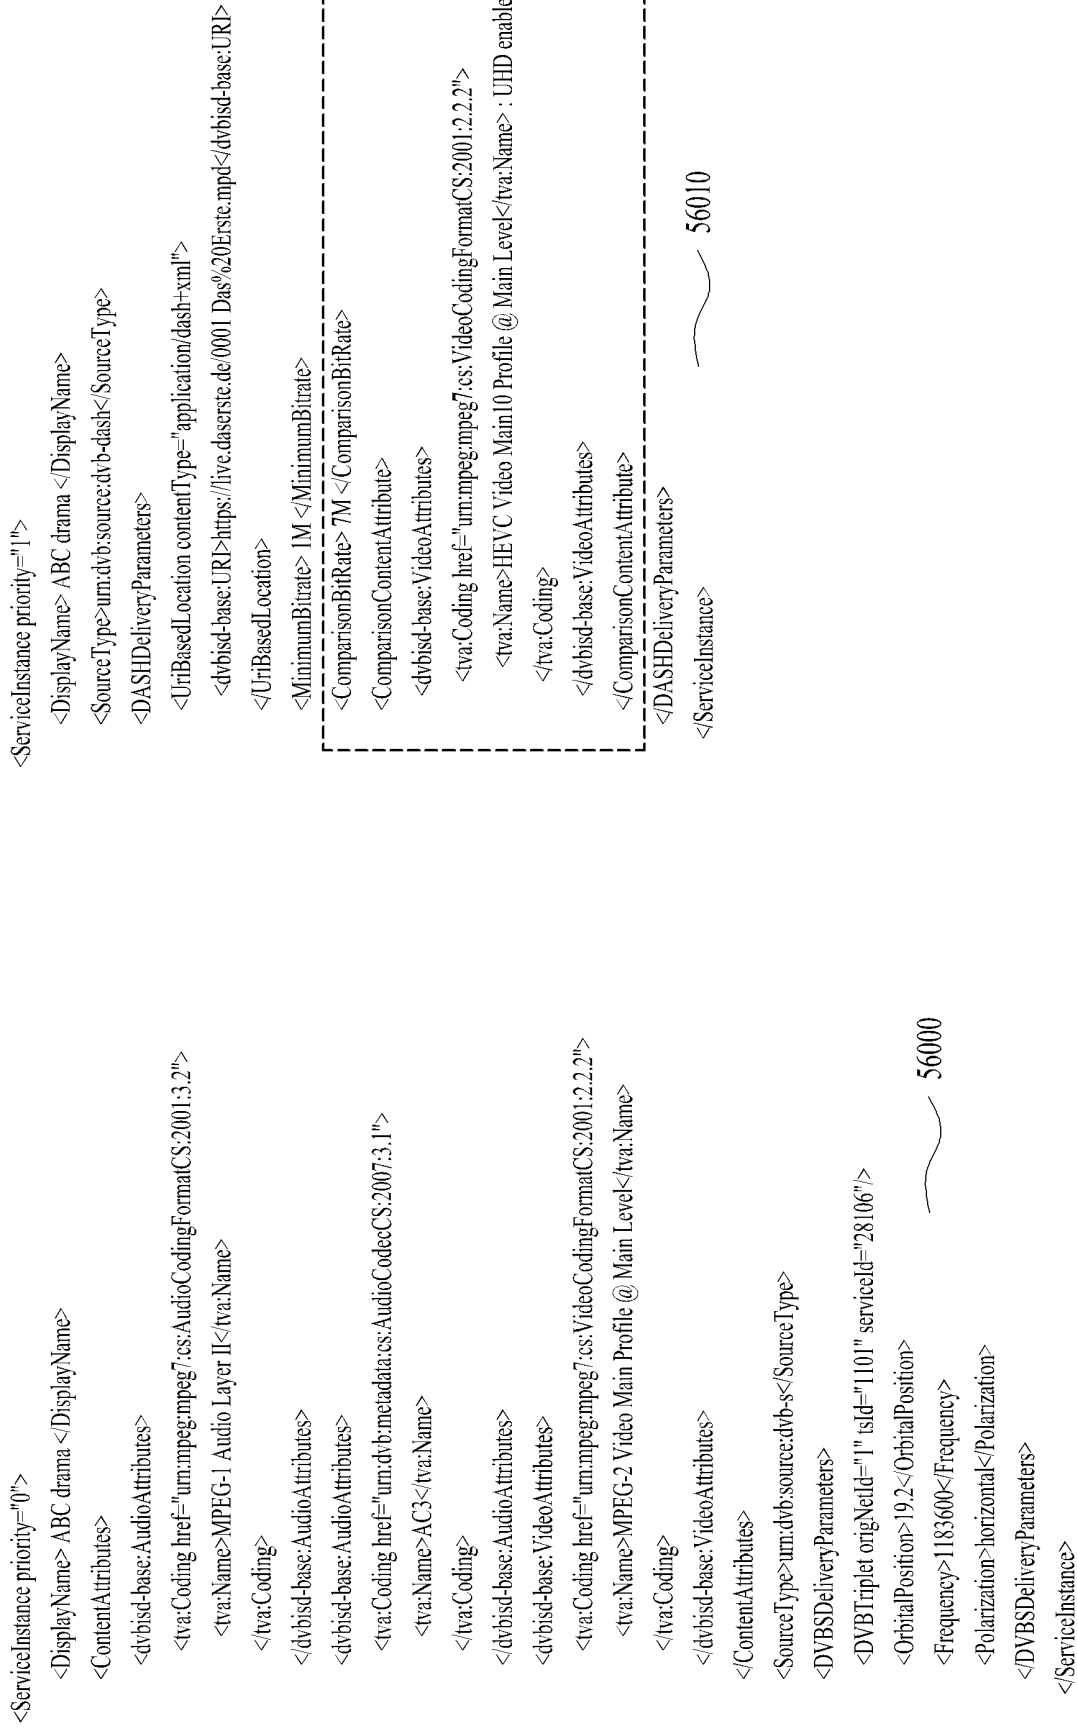 <ServiceInstance priority="0">
<DisplayName> ABC drama </DisplayName>
<ContentAttributes>
<dvbisd-base:AudioAttributes>
<tva:Coding href="urn:mpeg:mpeg7:cs:AudioCodingFormatCS:2001:3.2">
<tva:Name>MPEG-1 Audio Layer II</tva:Name>
</tva:Coding>
</dvbisd-base:AudioAttributes>
<dvbisd-base:AudioAttributes>
<tva:Coding href="urn:dvb:metadata:cs:AudioCodecCS:2007:3.1">
<tva:Name>AC3</tva:Name>
</tva:Coding>
</dvbisd-base:AudioAttributes>
<dvbisd-base:VideoAttributes>
<tva:Coding href="urn:mpeg:mpeg7:cs:VideoCodingFormatCS:2001:2.2.2">
<tva:Name>MPEG-2 Video Main Profile @ Main Level</tva:Name>
</tva:Coding>
</dvbisd-base:VideoAttributes>
</ContentAttributes>
<SourceType>urn:dvb:source:dvb-s</SourceType>
<DVBSDeliveryParameters>
<DVBTriplet origNetId="1" tsId="1101" serviceId="28106"/>
<OrbitalPosition>19.2</OrbitalPosition>
<Frequency>11183600</Frequency>
<Polarization>horizontal</Polarization>
</DVBSDeliveryParameters>
</ServiceInstance>
56000
<ServiceInstance priority="1">
<DisplayName> ABC drama </DisplayName>
<SourceType>urn:dvb:source:dvb-dash</SourceType>
<DASHDeliveryParameters>
<UriBasedLocation contentType="application/dash+xml">
<dvbisd-base:URI>https://live.daserste.de/0001 Das%20Erste.mpd</dvbisd-base:URI>
</UriBasedLocation>
<MinimumBitrate> 1M </MinimumBitrate>
<ComparisonBitRate> 7M </ComparisonBitRate>
<ComparisonContentAttribute>
<dvbisd-base:VideoAttributes>
<tva:Coding href="urn:mpeg:mpeg7:cs:VideoCodingFormatCS:2001:2.2.2">
<tva:Name>HEVC Video Main10 Profile @ Main Level</tva:Name> : UHD enable
</tva:Coding>
</dvbisd-base:VideoAttributes>
</ComparisonContentAttribute>
</DASHDeliveryParameters>
</ServiceInstance>
56010